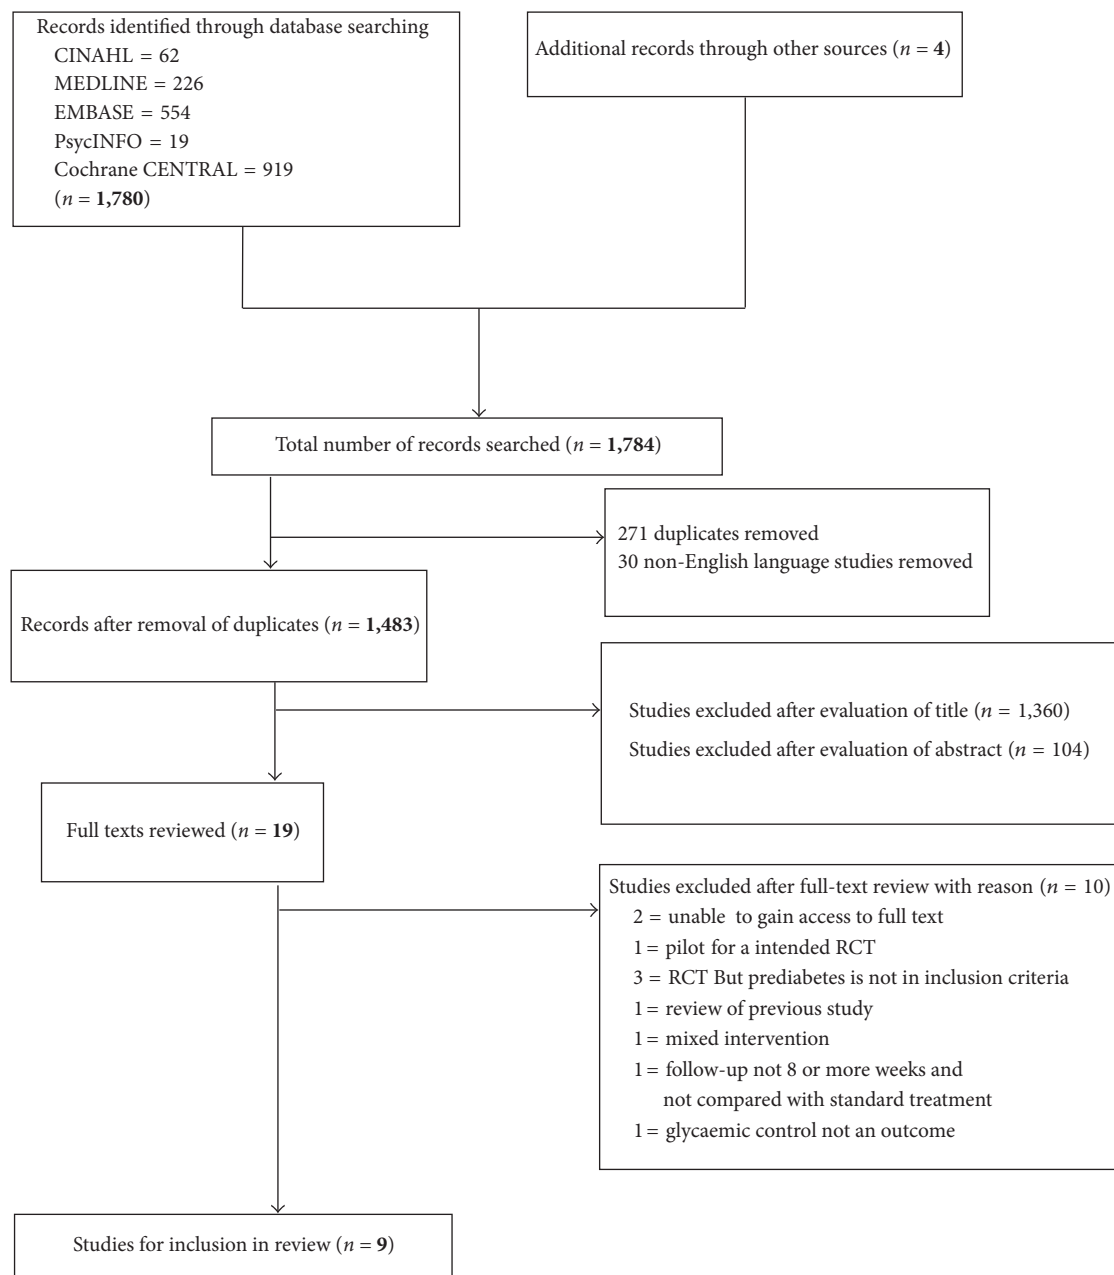 Records identified through database searching
CINAHL = 62
MEDLINE = 226
EMBASE = 554
PsycINFO = 19
Cochrane CENTRAL = 919
(n = 1,780)
Additional records through other sources (n = 4)
Total number of records searched (n = 1,784)
271 duplicates removed
30 non-English language studies removed
Records after removal of duplicates (n = 1,483)
Studies excluded after evaluation of title (n = 1,360)
Studies excluded after evaluation of abstract (n = 104)
Full texts reviewed (n = 19)
Studies excluded after full-text review with reason (n = 10)
2 = unable to gain access to full text
1 = pilot for a intended RCT
3 = RCT But prediabetes is not in inclusion criteria
1 = review of previous study
1 = mixed intervention
1 = follow-up not 8 or more weeks and
not compared with standard treatment
1 = glycaemic control not an outcome
Studies for inclusion in review (n = 9)